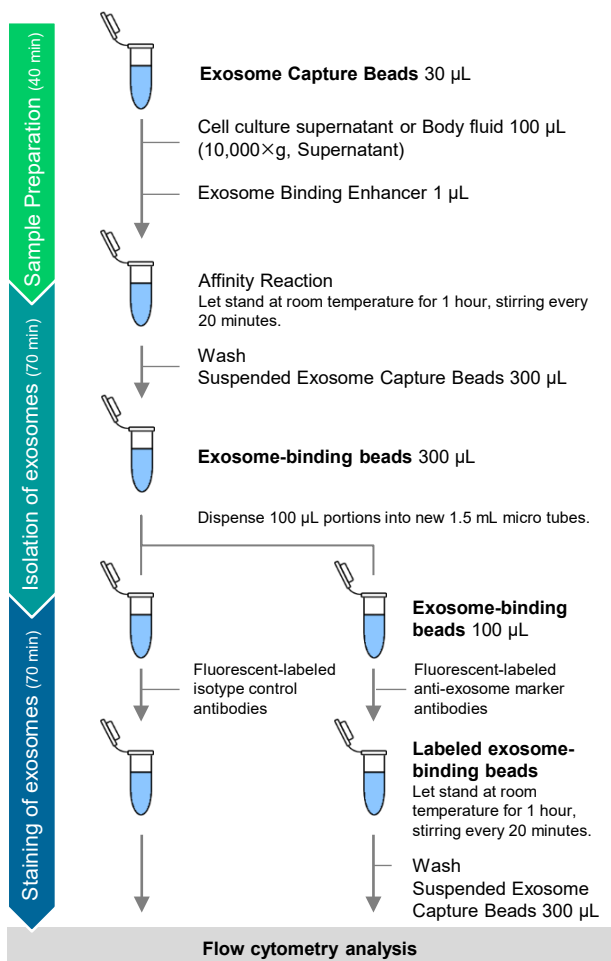 Sample Preparation (40 min)
Exosome Capture Beads 30 µL
Cell culture supernatant or Body fluid 100 µL
(10,000×g, Supernatant)
Exosome Binding Enhancer 1 µL
Affinity Reaction
Let stand at room temperature for 1 hour, stirring every
20 minutes.
Isolation of exosomes (70 min)
Wash
Suspended Exosome Capture Beads 300 µL
Exosome-binding beads 300 µL
Dispense 100 µL portions into new 1.5 mL micro tubes.
Staining of exosomes (70 min)
Exosome-binding
beads 100 µL
Fluorescent-labeled
isotype control
antibodies
Fluorescent-labeled
anti-exosome marker
antibodies
Labeled exosome-
binding beads
Let stand at room
temperature for 1 hour,
stirring every 20 minutes.
Wash
Suspended Exosome
Capture Beads 300 µL
Flow cytometry analysis